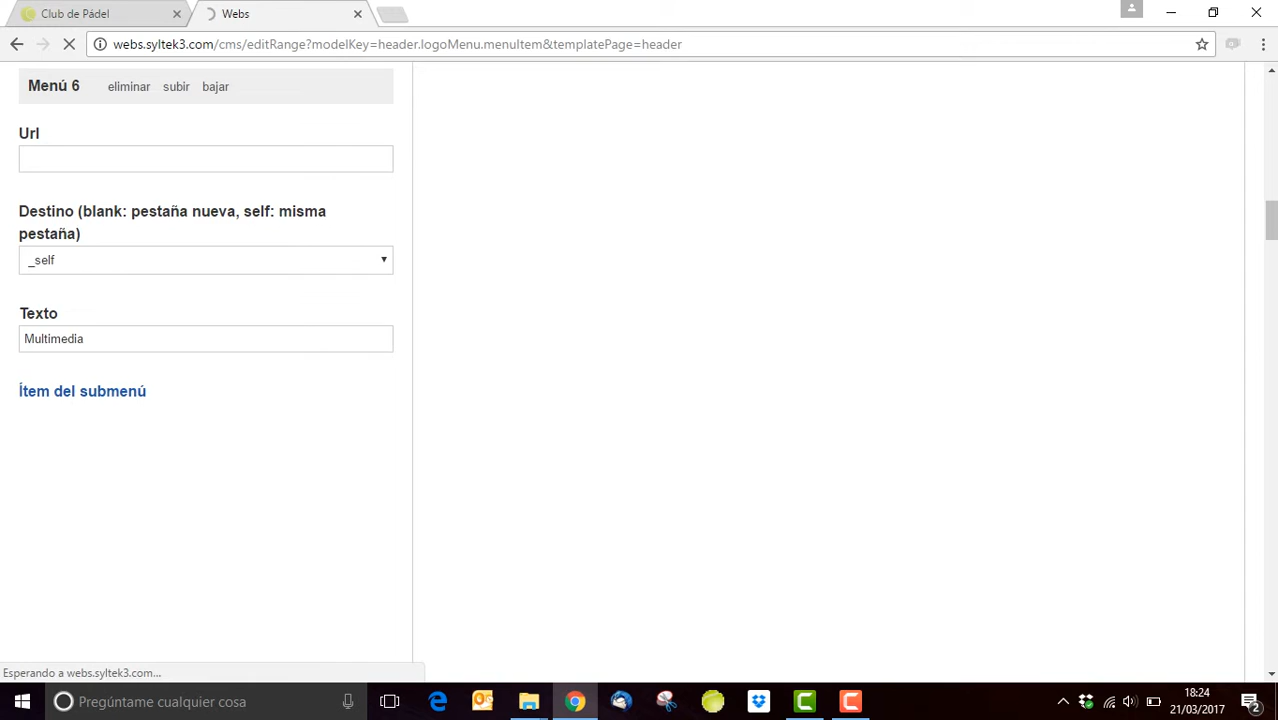 Club de Pádel
Webs
webs.syltek3.com/cms/editRange?modelKey=header.logoMenu.menuItem&templatePage=header
Menú 6 eliminar subir bajar
Url
Destino (blank: pestaña nueva, self: misma
pestaña)
_self
Texto
Multimedia
Ítem del submenú
Esperando a webs.syltek3.com...
Pregúntame cualquier cosa
18:24
21/03/2017
2